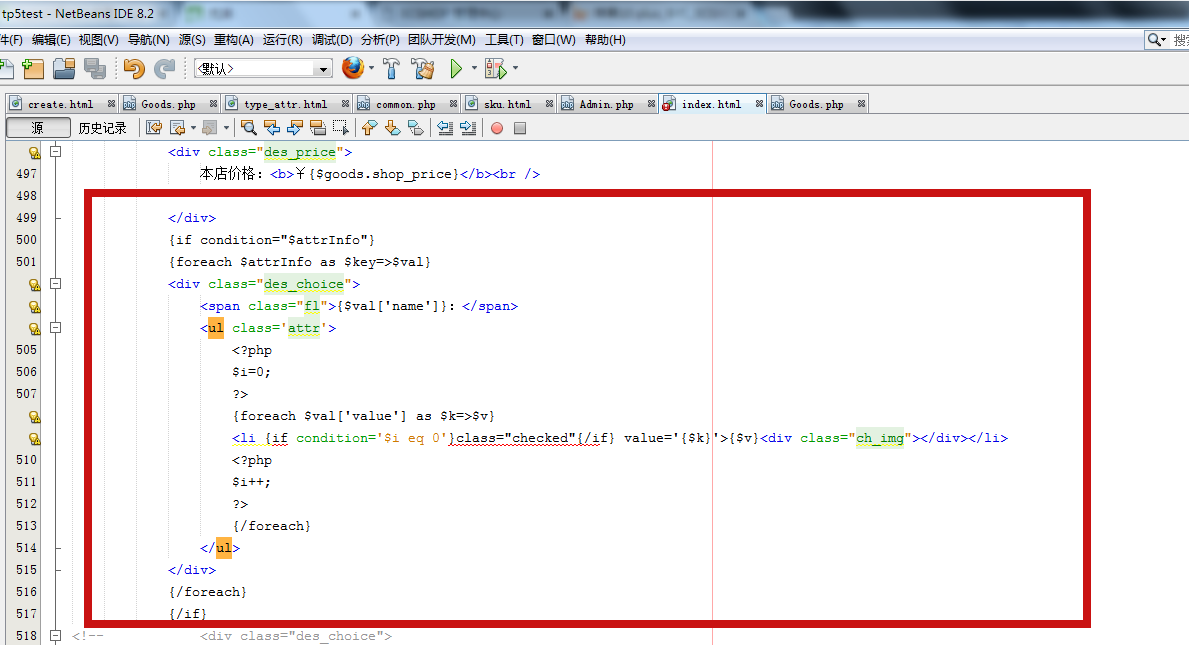 tp5test - NetBeans IDE 8.2
件(F) 编辑(E) 视图(V) 导航(N) 源(S) 重构(A) 运行(R) 调试(D) 分析(P) 团队开发(M) 工具(T) 窗口(W) 帮助(H)
搜
<默认>
create.html Goods.php type_attr.html common.php sku.html Admin.php index.html Goods.php
源 历史记录
<div class="des_price">
497 本店价格：<b>￥{$goods.shop_price}</b><br />
498
499 </div>
500 {if condition="$attrInfo"}
501 {foreach $attrInfo as $key=>$val}
<div class="des_choice">
<span class="fl">{$val['name']}：</span>
<ul class='attr'>
505 <?php
506 $i=0;
507 ?>
{foreach $val['value'] as $k=>$v}
<li {if condition='$i eq 0'}class="checked"{/if} value='{$k}'>{$v}<div class="ch_img"></div></li>
510 <?php
511 $i++;
512 ?>
513 {/foreach}
514 </ul>
515 </div>
516 {/foreach}
517 {/if}
518 <!-- <div class="des_choice">